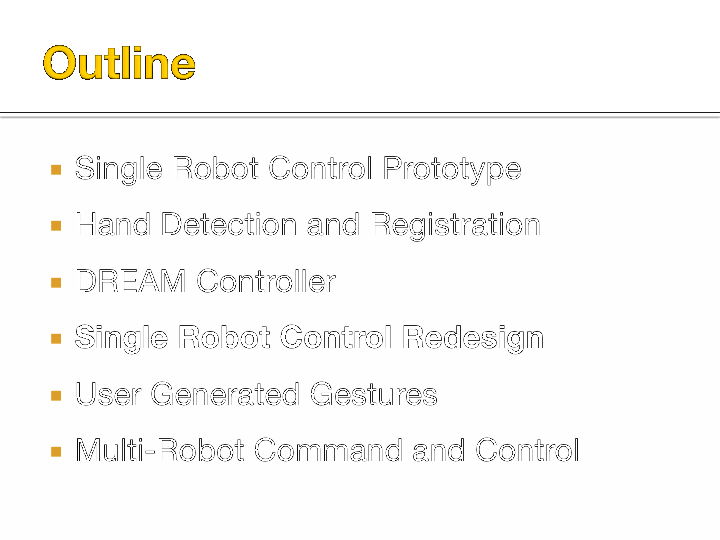 Outline
Single Robot Control Prototype
Hand Detection and Registration
DREAM Controller
Single Robot Control Redesign
User Generated Gestures
Multi-Robot Command and Control